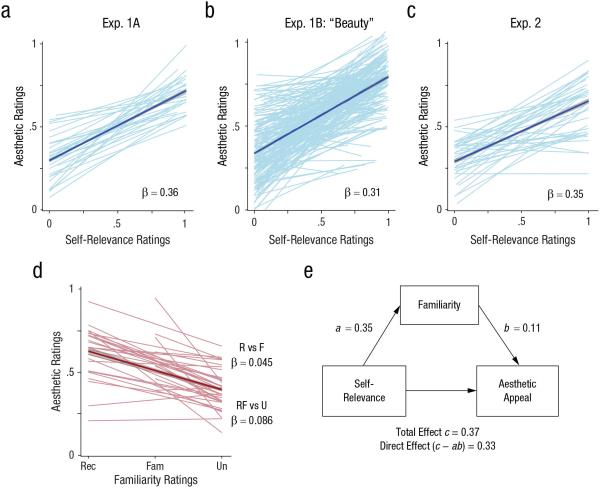 a
Exp. 1A
Aesthetic Ratings
1
.5
0
0
.5
1
β = 0.36
Self-Relevance Ratings
b
Exp. 1B: “Beauty”
Aesthetic Ratings
1
.5
0
0
.5
1
β = 0.31
Self-Relevance Ratings
c
Exp. 2
Aesthetic Ratings
1
.5
0
0
.5
1
β = 0.35
Self-Relevance Ratings
d
Aesthetic Ratings
1
.5
0
R vs F
β = 0.045
RF vs U
β = 0.086
Rec
Fam
Un
Familiarity Ratings
e
Familiarity
a = 0.35
b = 0.11
Self-
Relevance
Aesthetic
Appeal
Total Effect c = 0.37
Direct Effect (c – ab) = 0.33